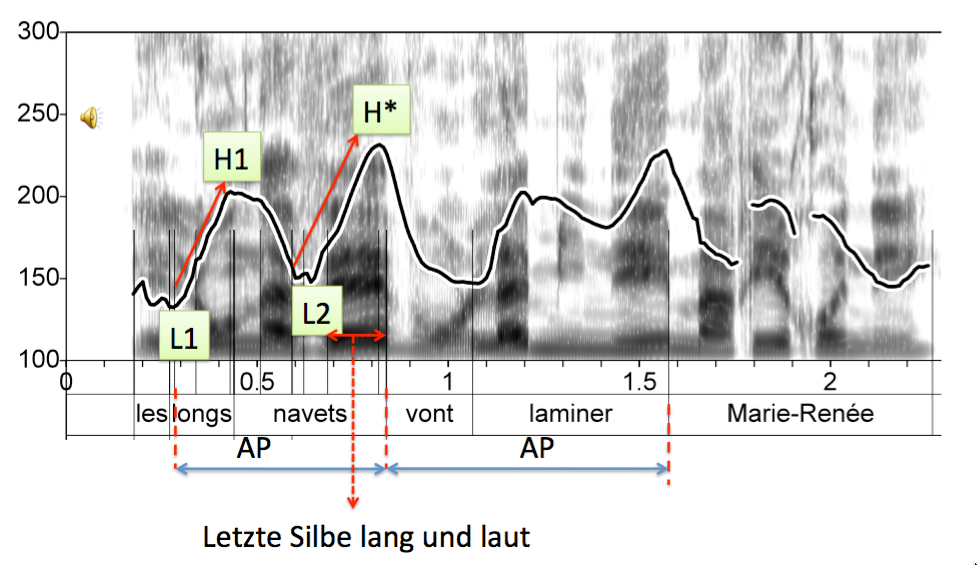 300
250
H*
H1
200
150
L2
L1
100
0 0.5 1 1.5 2
les longs navets vont laminer Marie-Renée
AP AP
Letzte Silbe lang und laut